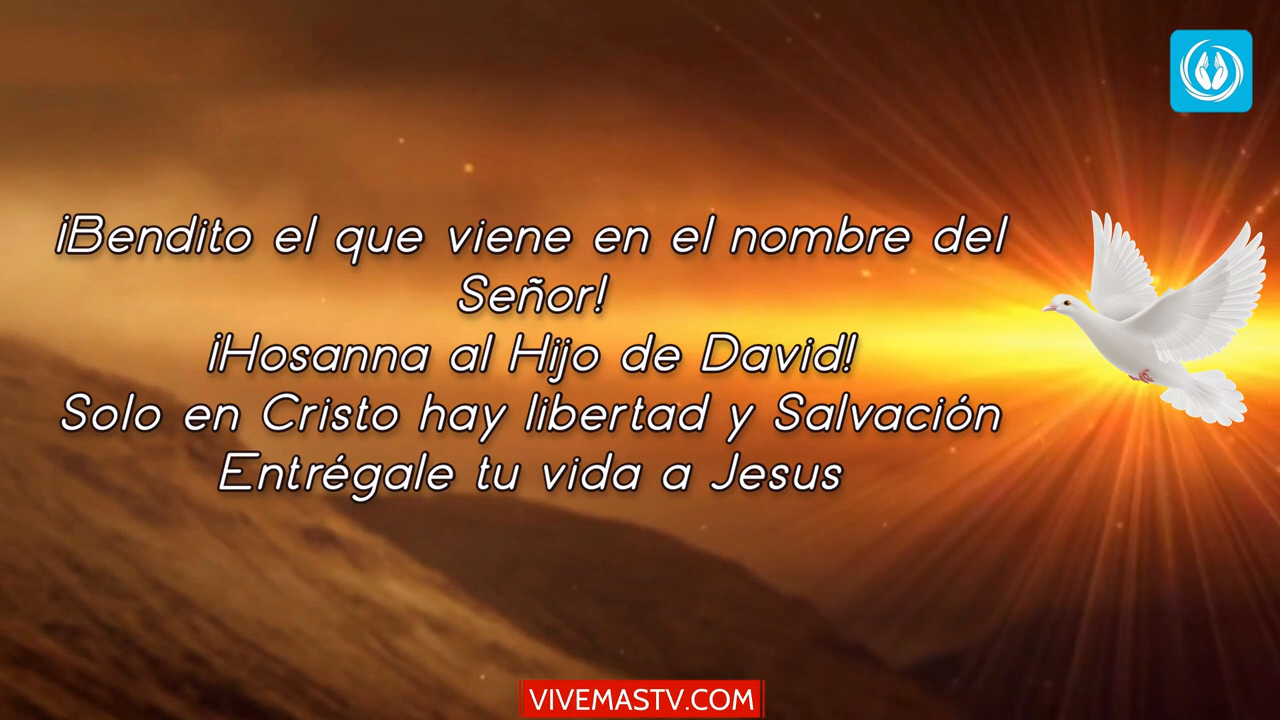 ¡Bendito el que viene en el nombre del
Señor!
¡Hosanna al Hijo de David!
Solo en Cristo hay libertad y Salvación
Entrégale tu vida a Jesus
VIVEMASTV.COM